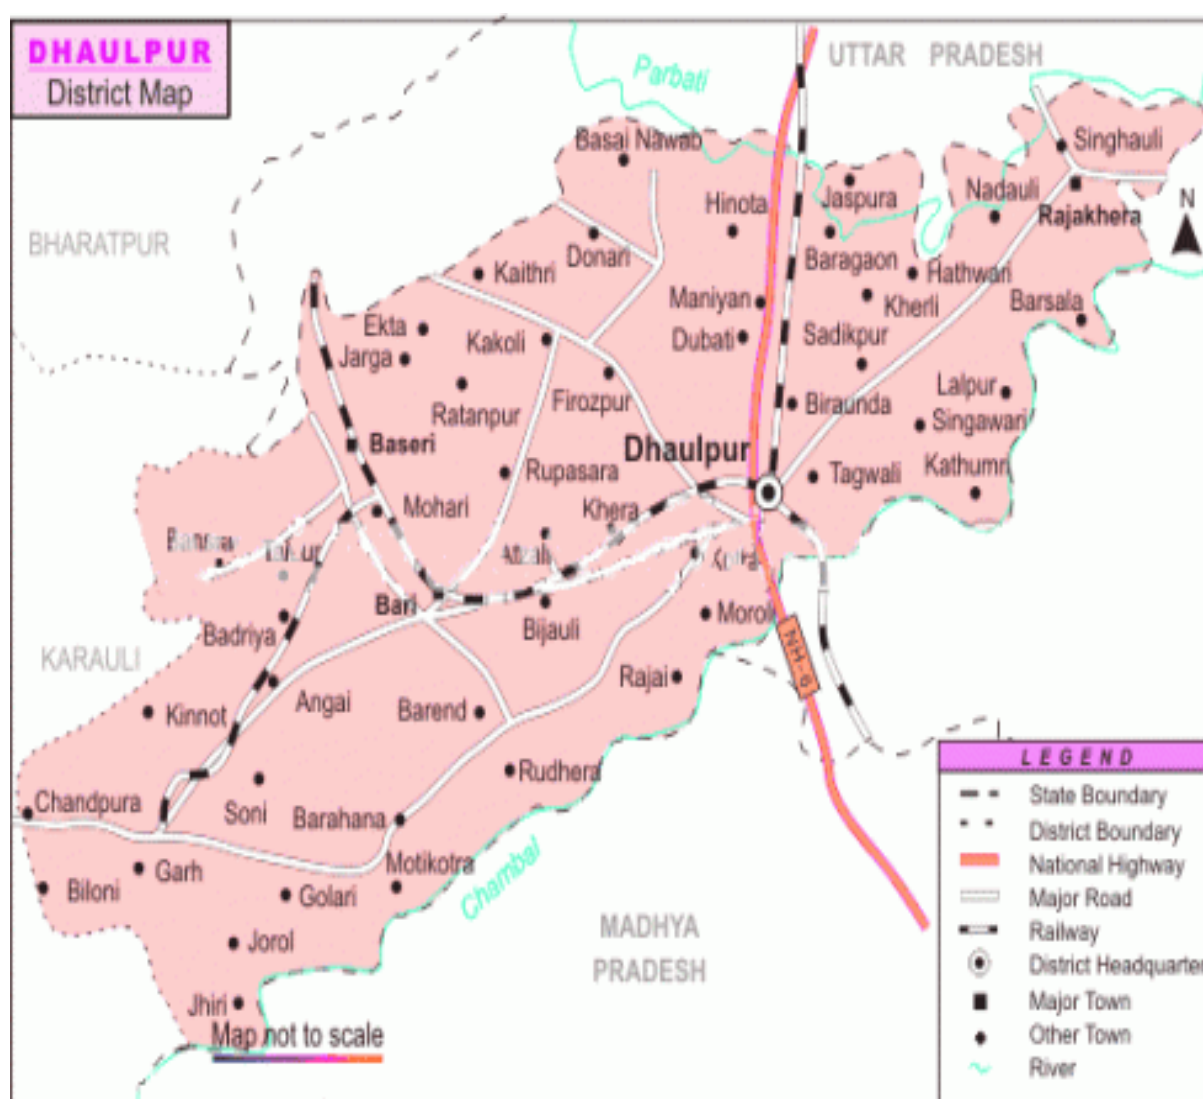 DHAULPUR
District Map
UTTAR PRADESH
Parbati
Singhauli
Basai Nawab
Jaspura
Nadauli
N
Hinota
Rajakhera
BHARATPUR
Donari
Baragaon
Kaithri
Hathwari
Maniyan
Kherli
Barsala
Ekta
Kakoli
Dubati
Sadikpur
Jarga
Lalpur
Ratanpur
Firozpur
Biraunda
Singawari
Baseri
Dhaulpur
Rupasara
Tagwali
Kathumri
Mohari
Khera
Bari
Bijauli
Moroli
Badriya
KARAULI
Rajai
NH-6
Kinnot
Angai
Barend
Rudhera
LEGEND
Chandpura
Soni
Barahana
State Boundary
District Boundary
Motikotra
National Highway
Garh
Chambal
Biloni
Golari
Major Road
MADHYA
PRADESH
Railway
Jorol
District Headquarter
Jhiri
Major Town
Map not to scale
Other Town
River